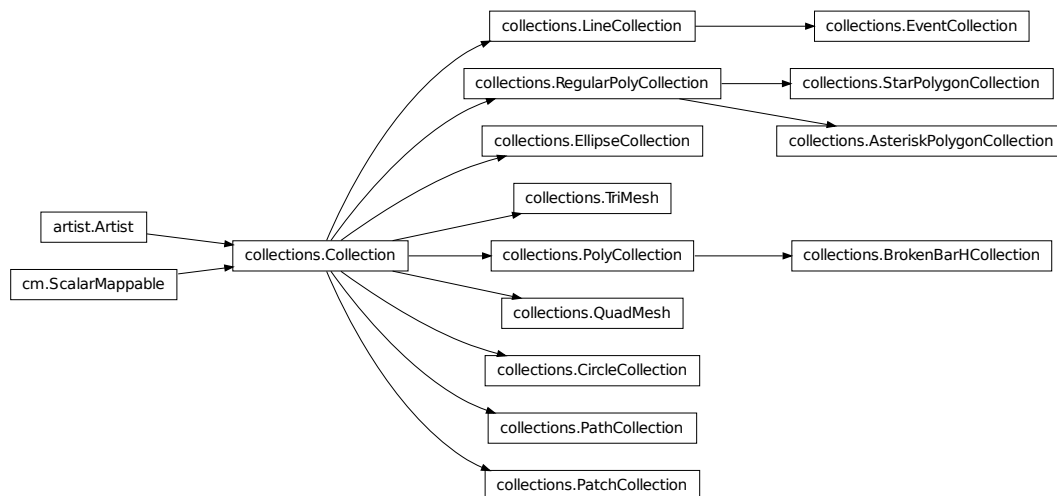 collections.LineCollection
collections.EventCollection
collections.RegularPolyCollection
collections.StarPolygonCollection
collections.EllipseCollection
collections.AsteriskPolygonCollection
collections.TriMesh
artist.Artist
collections.Collection
collections.PolyCollection
collections.BrokenBarHCollection
cm.ScalarMappable
collections.QuadMesh
collections.CircleCollection
collections.PathCollection
collections.PatchCollection